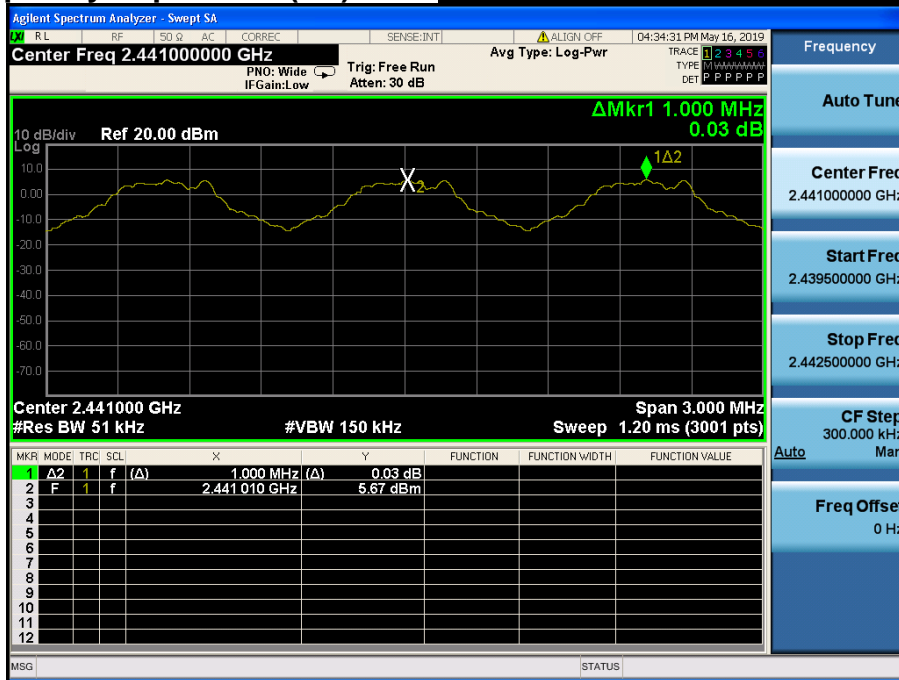 Agilent Spectrum Analyzer - Swept SA
LXI RL RF 50 Ω AC CORREC SENSE:INT ALIGN OFF 04:34:31 PM May 16, 2019
Center Freq 2.441000000 GHz Avg Type: Log-Pwr TRACE 1 2 3 4 5 6
PNO: Wide Trig: Free Run TYPE M WWWWW
IFGain:Low Atten: 30 dB DET P P P P P P
Frequency
ΔMkr1 1.000 MHz
0.03 dB
10 dB/div Ref 20.00 dBm
Log
1Δ2
X2
10.0
0.00
-10.0
-20.0
-30.0
-40.0
-50.0
-60.0
-70.0
Center 2.441000 GHz Span 3.000 MHz
#Res BW 51 kHz #VBW 150 kHz Sweep 1.20 ms (3001 pts)
MKR MODE TRC SCL X Y FUNCTION FUNCTION WIDTH FUNCTION VALUE
1 Δ2 1 f (Δ) 1.000 MHz (Δ) 0.03 dB
2 F 1 f 2.441 010 GHz 5.67 dBm
3
4
5
6
7
8
9
10
11
12
MSG STATUS
Auto Tune
Center Freq
2.441000000 GHz
Start Freq
2.439500000 GHz
Stop Freq
2.442500000 GHz
CF Step
300.000 kHz
Auto Man
Freq Offset
0 Hz